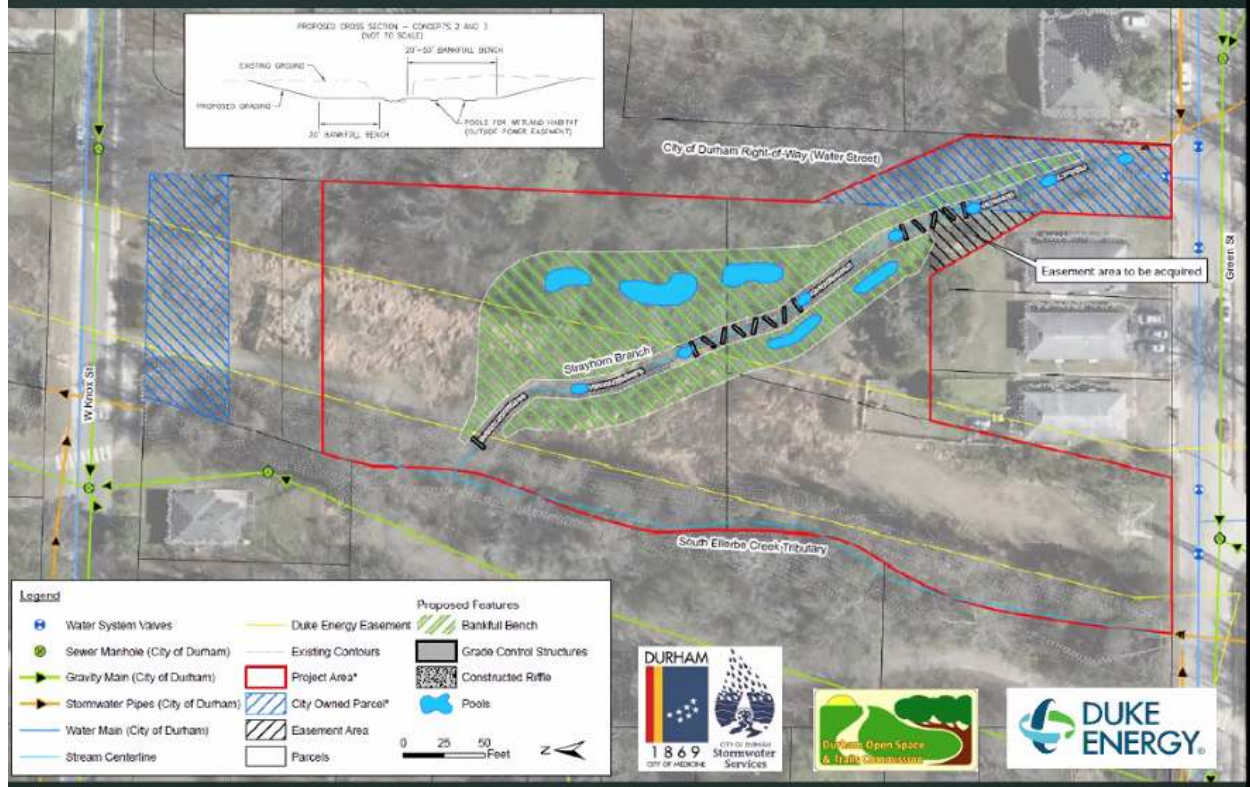 PROPOSED CROSS SECTION - CONCEPTS 2 AND 3
(NOT TO SCALE)
20'-50' BANKFULL BENCH
EXISTING GROUND
PROPOSED GRADING
20' BANKFULL BENCH
POOLS FOR WETLAND HABITAT
(OUTSIDE POWER EASEMENT)
City of Durham Right-of-Way (Water Street)
Easement area to be acquired
Green St
W Knox St
Strayhorn Branch
South Ellerbe Creek Tributary
Legend
Water System Valves
Sewer Manhole (City of Durham)
Gravity Main (City of Durham)
Stormwater Pipes (City of Durham)
Water Main (City of Durham)
Stream Centerline
Duke Energy Easement
Existing Contours
Project Area*
City Owned Parcel*
Easement Area
Parcels
Proposed Features
Bankfull Bench
Grade Control Structures
Constructed Riffle
Pools
0 25 50
Feet
Z
DURHAM
1869
CITY OF MEDICINE
CITY OF DURHAM
Stormwater
Services
Durham Open Space
& Trails Commission
DUKE
ENERGY®